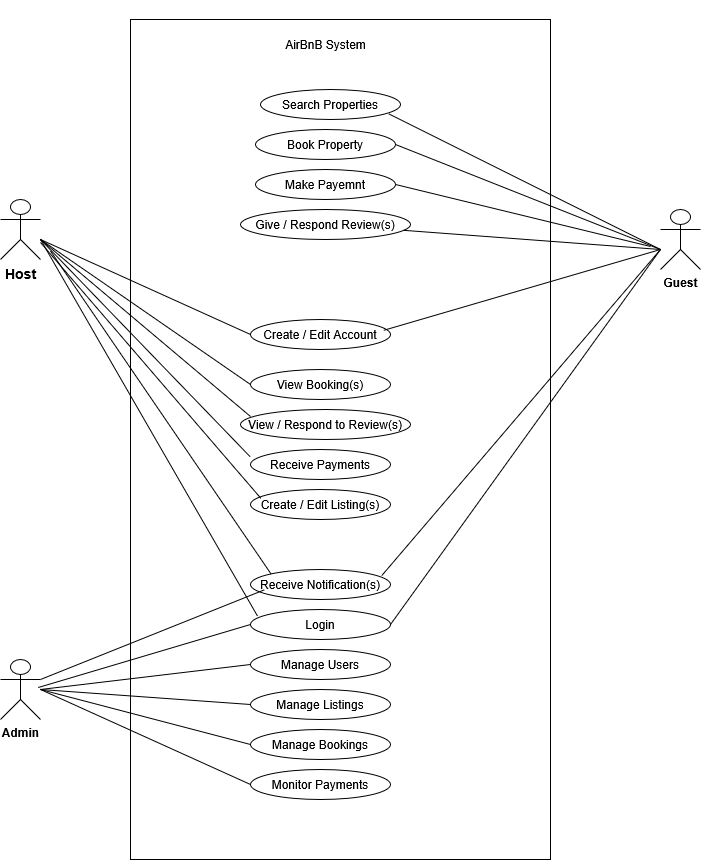 AirBnB System
Search Properties
Book Property
Make Payemnt
Give / Respond Review(s)
Host
Guest
Create / Edit Account
View Booking(s)
View / Respond to Review(s)
Receive Payments
Create / Edit Listing(s)
Receive Notification(s)
Login
Manage Users
Manage Listings
Admin
Manage Bookings
Monitor Payments